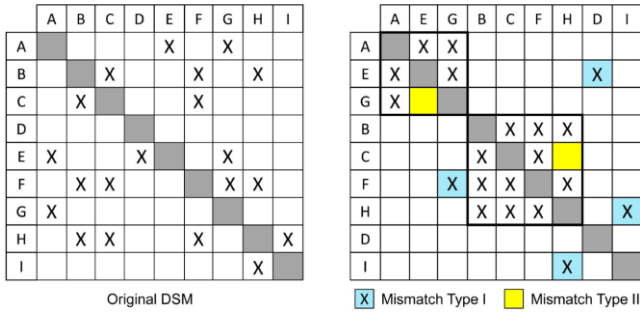 A B C D E F G H I
A X X
B X X X
C X X
D
E X X X
F X X X X
G X
H X X X X
I X
Original DSM
A E G B C F H D I
A X X
E X X X
G X
B X X X
C X X
F X X X X
H X X X X
D
I X
X Mismatch Type I Mismatch Type II